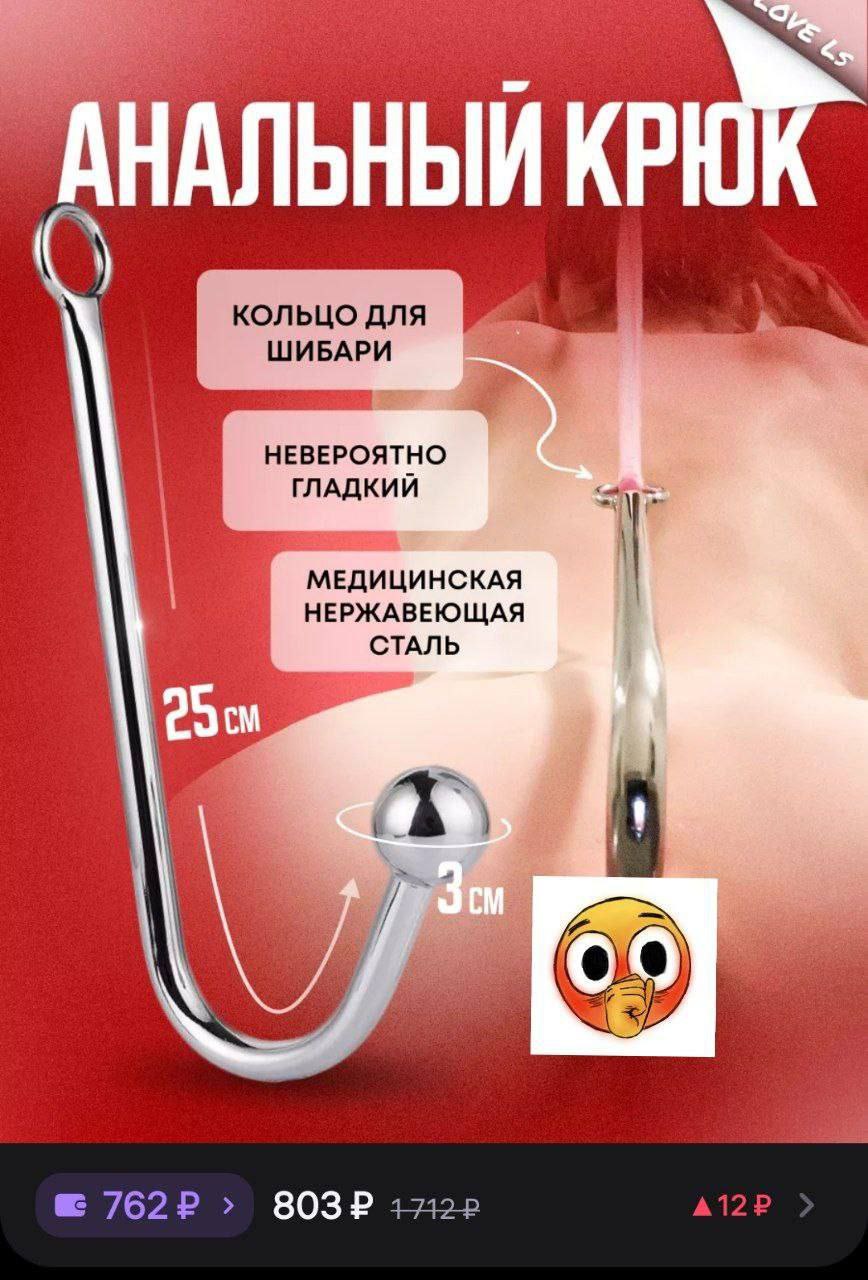 LOVE LS
АНАЛЬНЫЙ КРЮК
КОЛЬЦО ДЛЯ
ШИБАРИ
НЕВЕРОЯТНО
ГЛАДКИЙ
МЕДИЦИНСКАЯ
НЕРЖАВЕЮЩАЯ
СТАЛЬ
25 СМ
3 СМ
762 ₽ 803 ₽ 1 712 ₽ ▲12 ₽